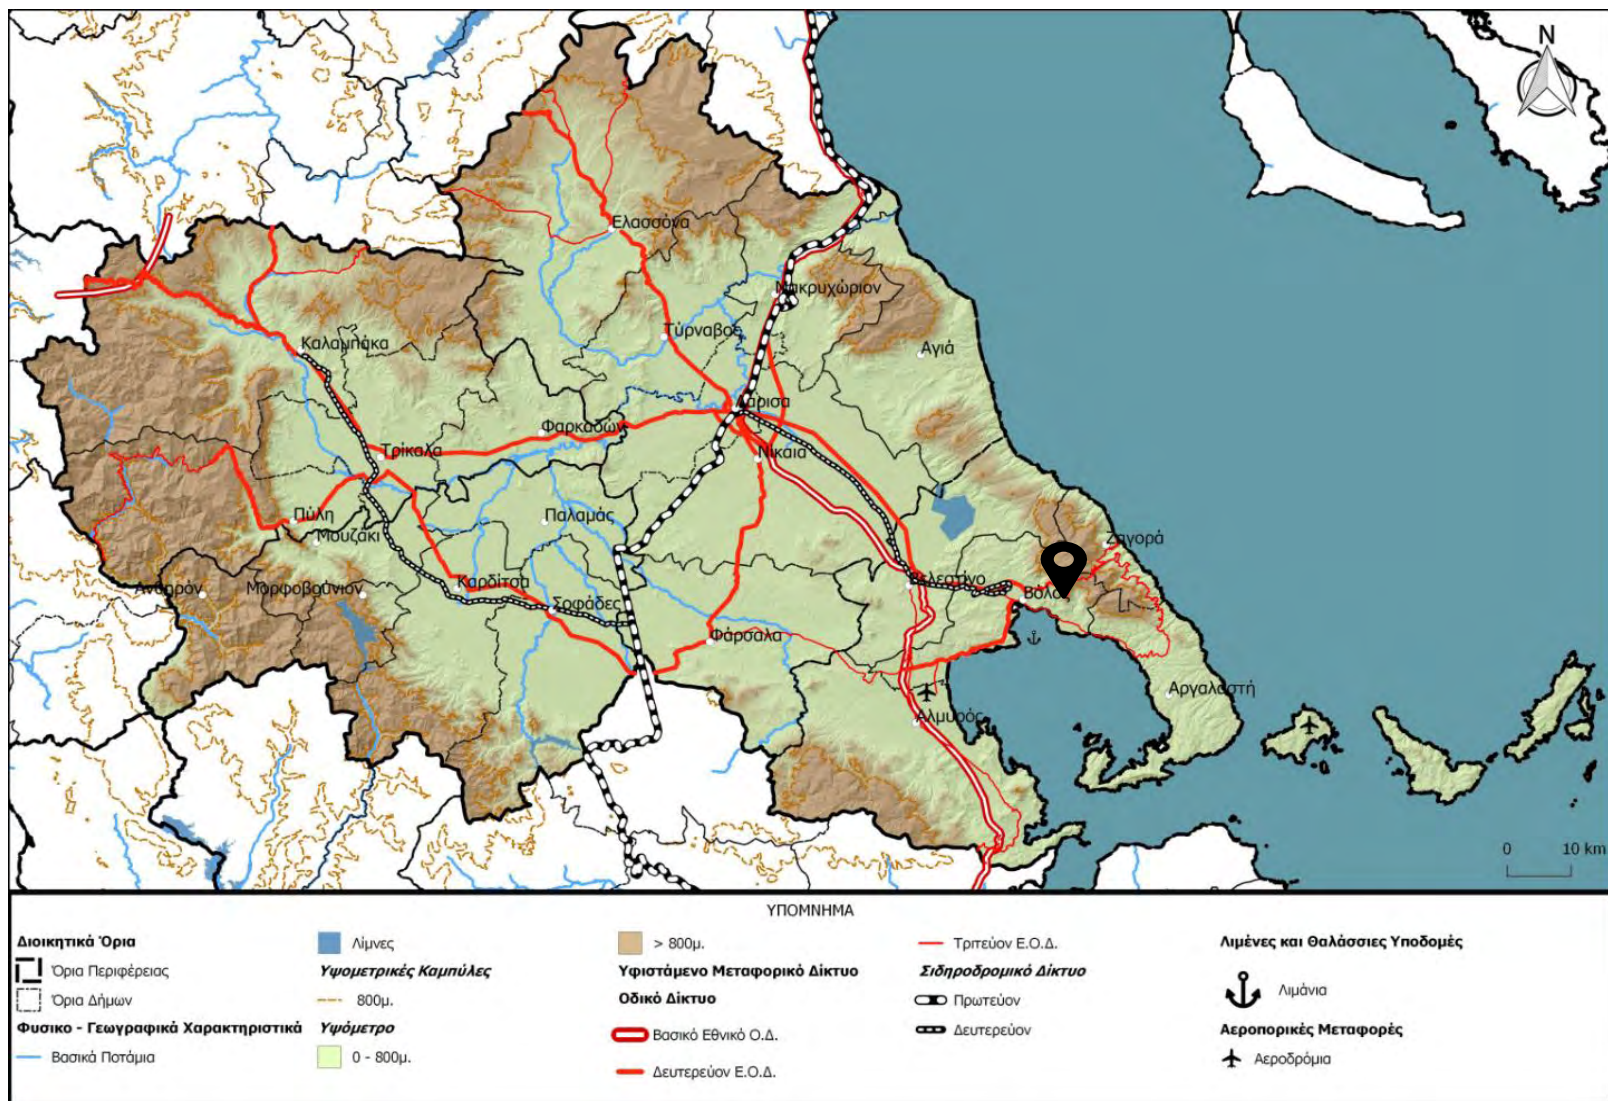 N
Ελασσόνα
Μακρυχώριον
Τύρναβος
Αγιά
Καλαμπάκα
Λάρισα
Φαρκαδών
Τρίκαλα
Νίκαια
Πύλη
Παλαμάς
Μουζάκι
Ζαγορά
Ανθηρόν
Μορφοβούνιον
Καρδίτσα
Βελεστίνο
Βόλος
Σοφάδες
Φάρσαλα
Αργαλαστή
Αλμυρός
0 10 km
ΥΠΟΜΝΗΜΑ
Διοικητικά Όρια
Όρια Περιφέρειας
Όρια Δήμων
Φυσικο - Γεωγραφικά Χαρακτηριστικά
Βασικά Ποτάμια
Λίμνες
Υψομετρικές Καμπύλες
800μ.
Υψόμετρο
0 - 800μ.
> 800μ.
Υφιστάμενο Μεταφορικό Δίκτυο
Οδικό Δίκτυο
Βασικό Εθνικό Ο.Δ.
Δευτερεύον Ε.Ο.Δ.
Τριτεύον Ε.Ο.Δ.
Σιδηροδρομικό Δίκτυο
Πρωτεύον
Δευτερεύον
Λιμένες και Θαλάσσιες Υποδομές
Λιμάνια
Αεροπορικές Μεταφορές
Αεροδρόμια